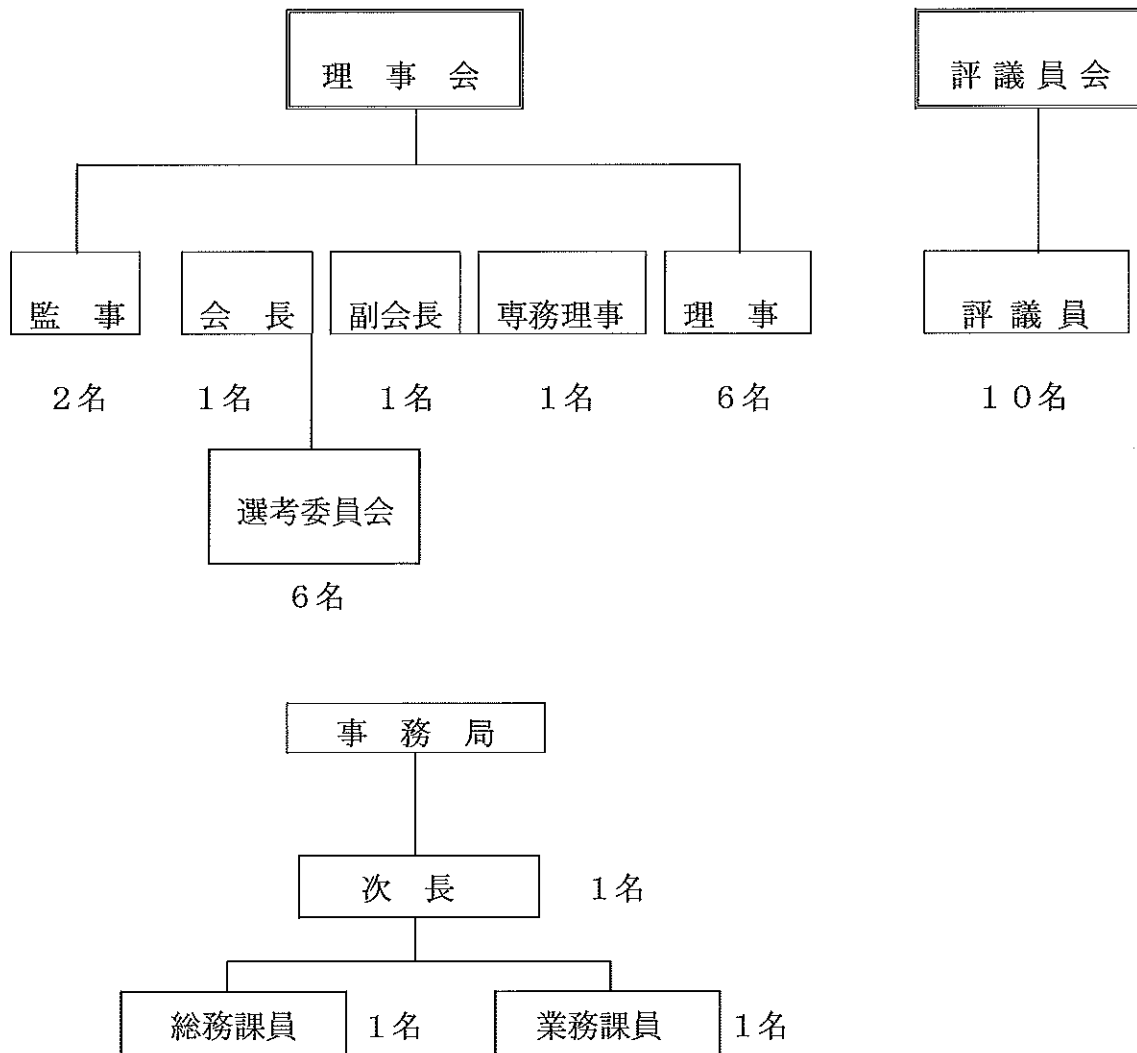 理　事　会
評 議 員 会
監　事
会　長
副会長
専務理事
理　事
評 議 員
２名
１名
１名
１名
６名
１０名
選考委員会
６名
事　務　局
次　長
１名
総務課員
１名
業務課員
１名